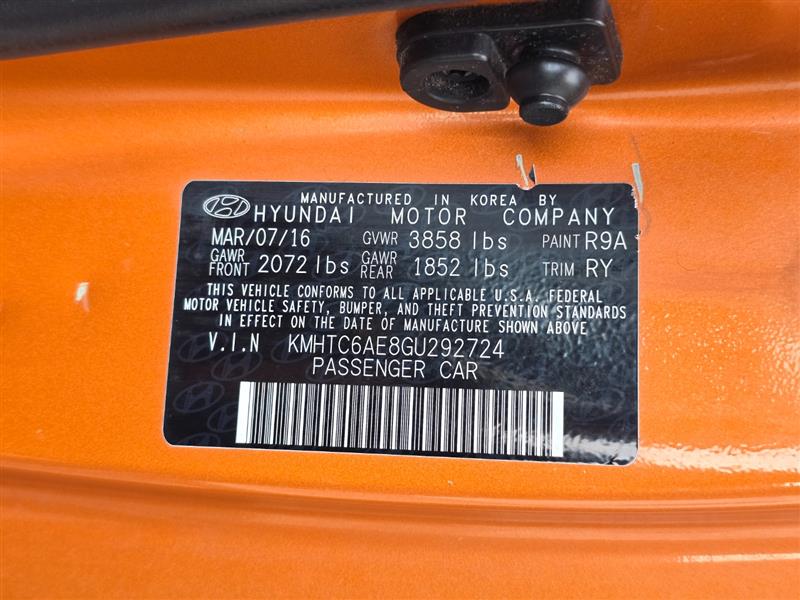 MANUFACTURED IN KOREA BY
HYUNDAI MOTOR COMPANY
MAR/07/16 GVWR 3858 lbs PAINT R9A
GAWR FRONT 2072 lbs GAWR REAR 1852 lbs TRIM RY
THIS VEHICLE CONFORMS TO ALL APPLICABLE U.S.A. FEDERAL
MOTOR VEHICLE SAFETY, BUMPER, AND THEFT PREVENTION STANDARDS
IN EFFECT ON THE DATE OF MANUFACTURE SHOWN ABOVE
V.I.N KMHTC6AE8GU292724
PASSENGER CAR